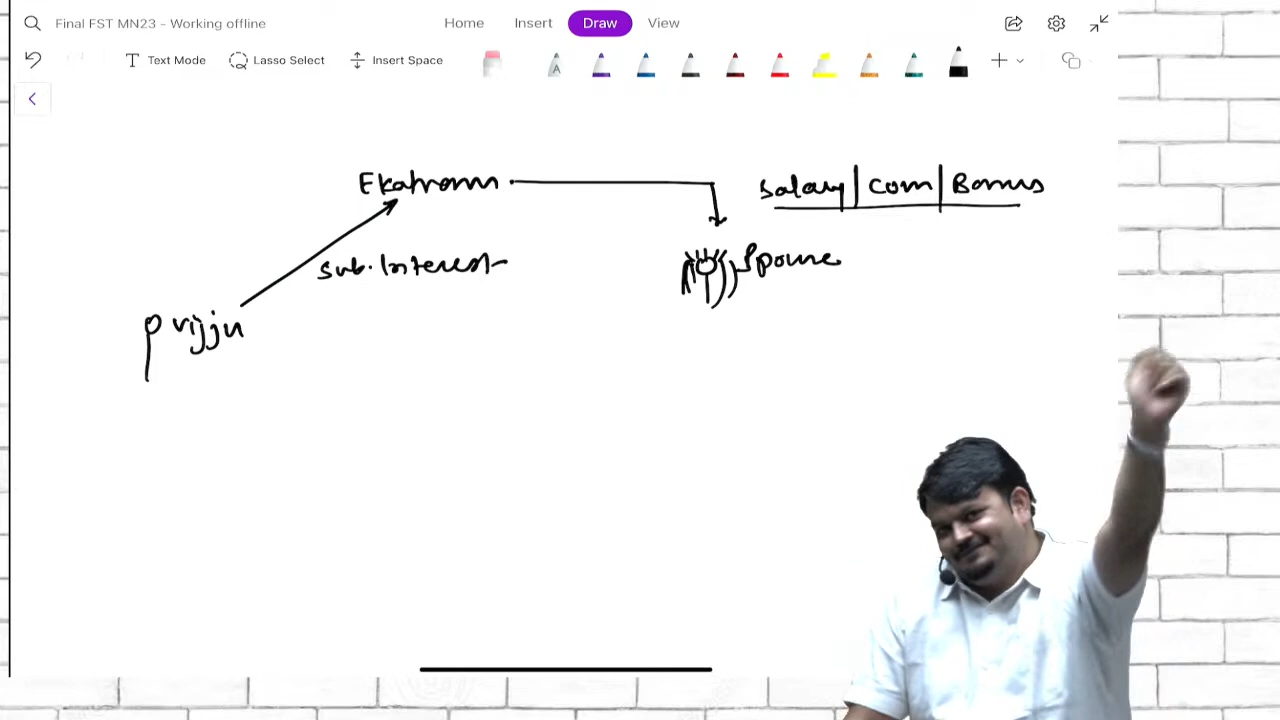 Final FST MN23 - Working offline
Home Insert Draw View
Text Mode Lasso Select Insert Space
Ekatvam
Salary | Com | Bonus
Sub. Interest
Spouse
Prijju